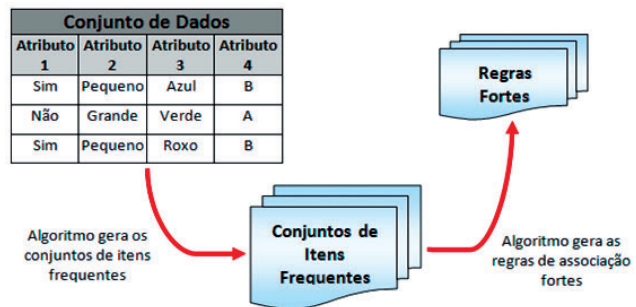 Conjunto de Dados
Atributo 1 Atributo 2 Atributo 3 Atributo 4
Sim Pequeno Azul B
Não Grande Verde A
Sim Pequeno Roxo B
Regras
Fortes
Algoritmo gera os
conjuntos de itens
frequentes
Conjuntos de
Itens
Frequentes
Algoritmo gera as
regras de associação
fortes